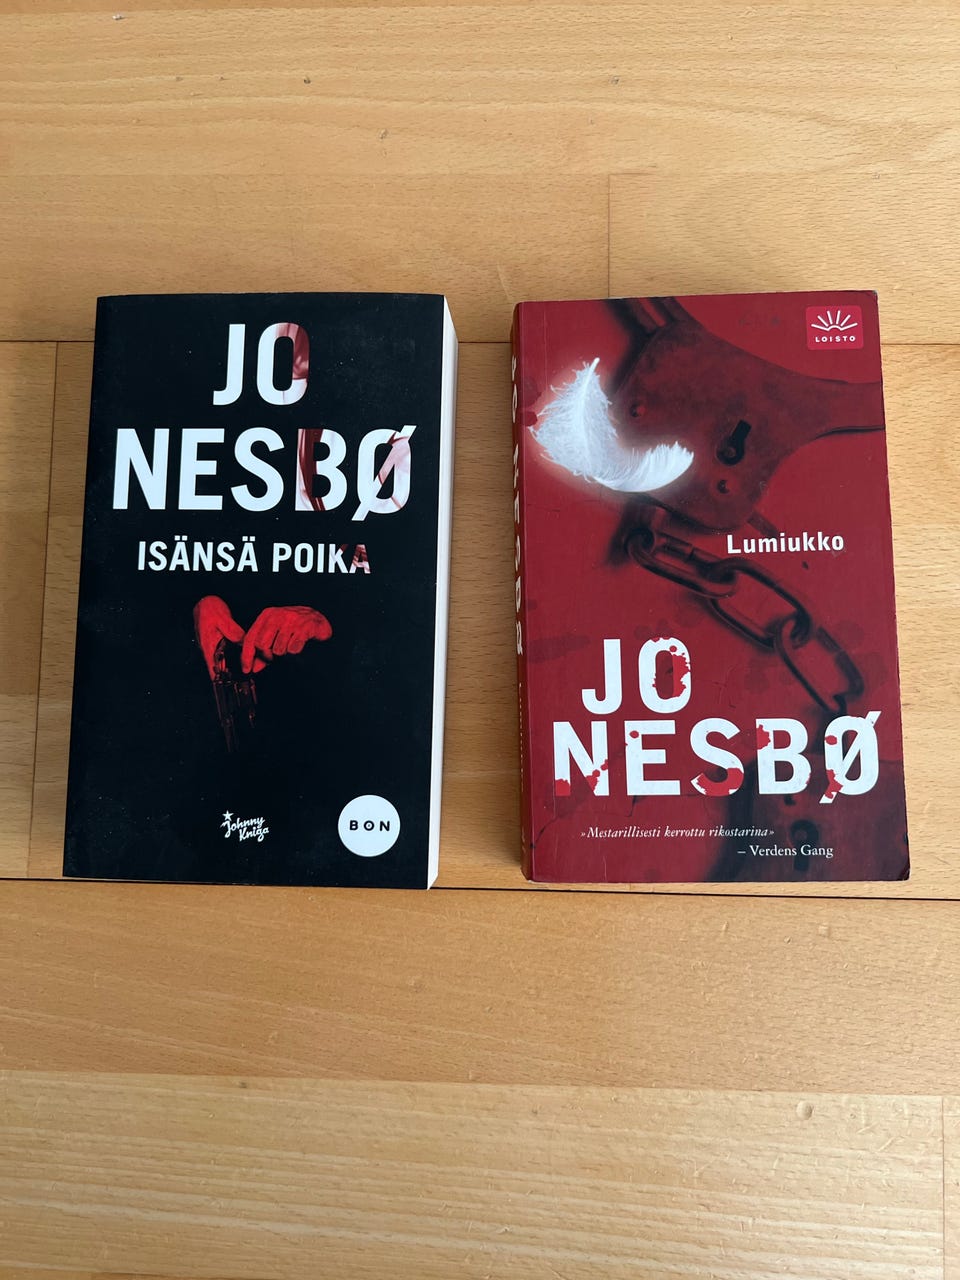 JO
NESBØ
ISÄNSÄ POIKA
Johnny
Kniga
BON
LOISTO
Lumiukko
JO
NESBØ
»Mestarillisesti kerrottu rikostarina»
– Verdens Gang